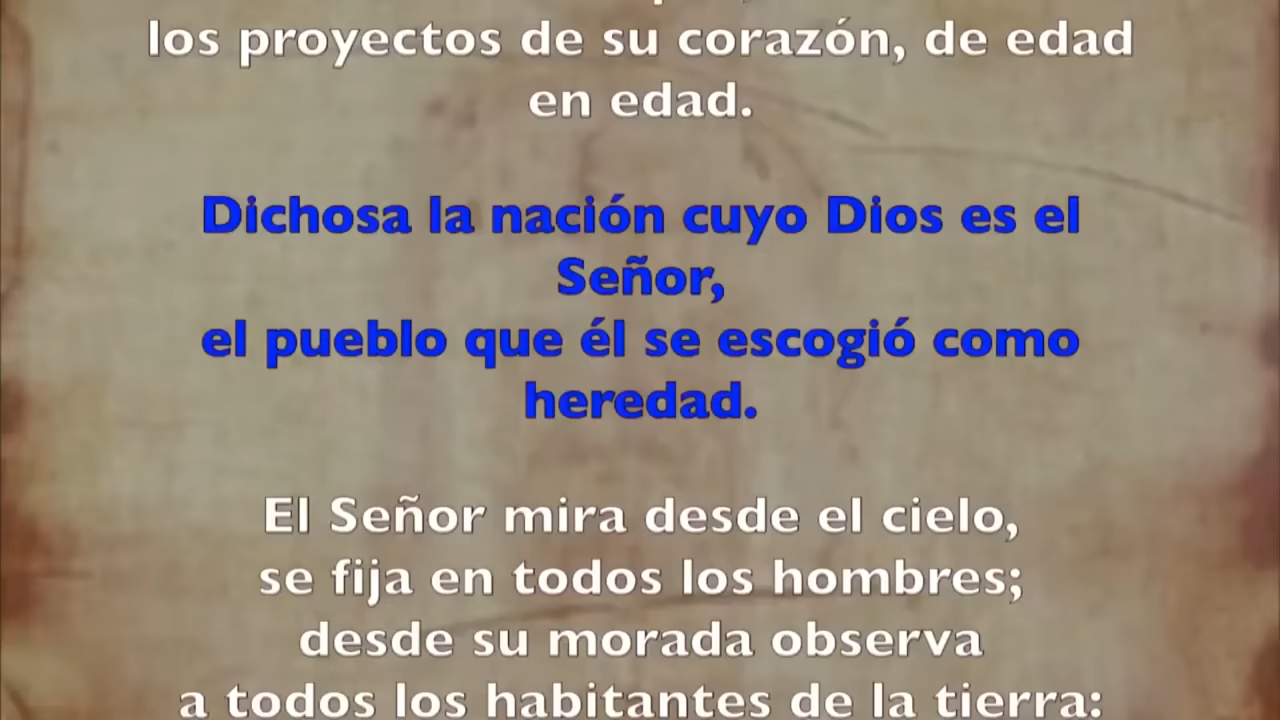 los proyectos de su corazón, de edad
en edad.
Dichosa la nación cuyo Dios es el
Señor,
el pueblo que él se escogió como
heredad.
El Señor mira desde el cielo,
se fija en todos los hombres;
desde su morada observa
a todos los habitantes de la tierra: